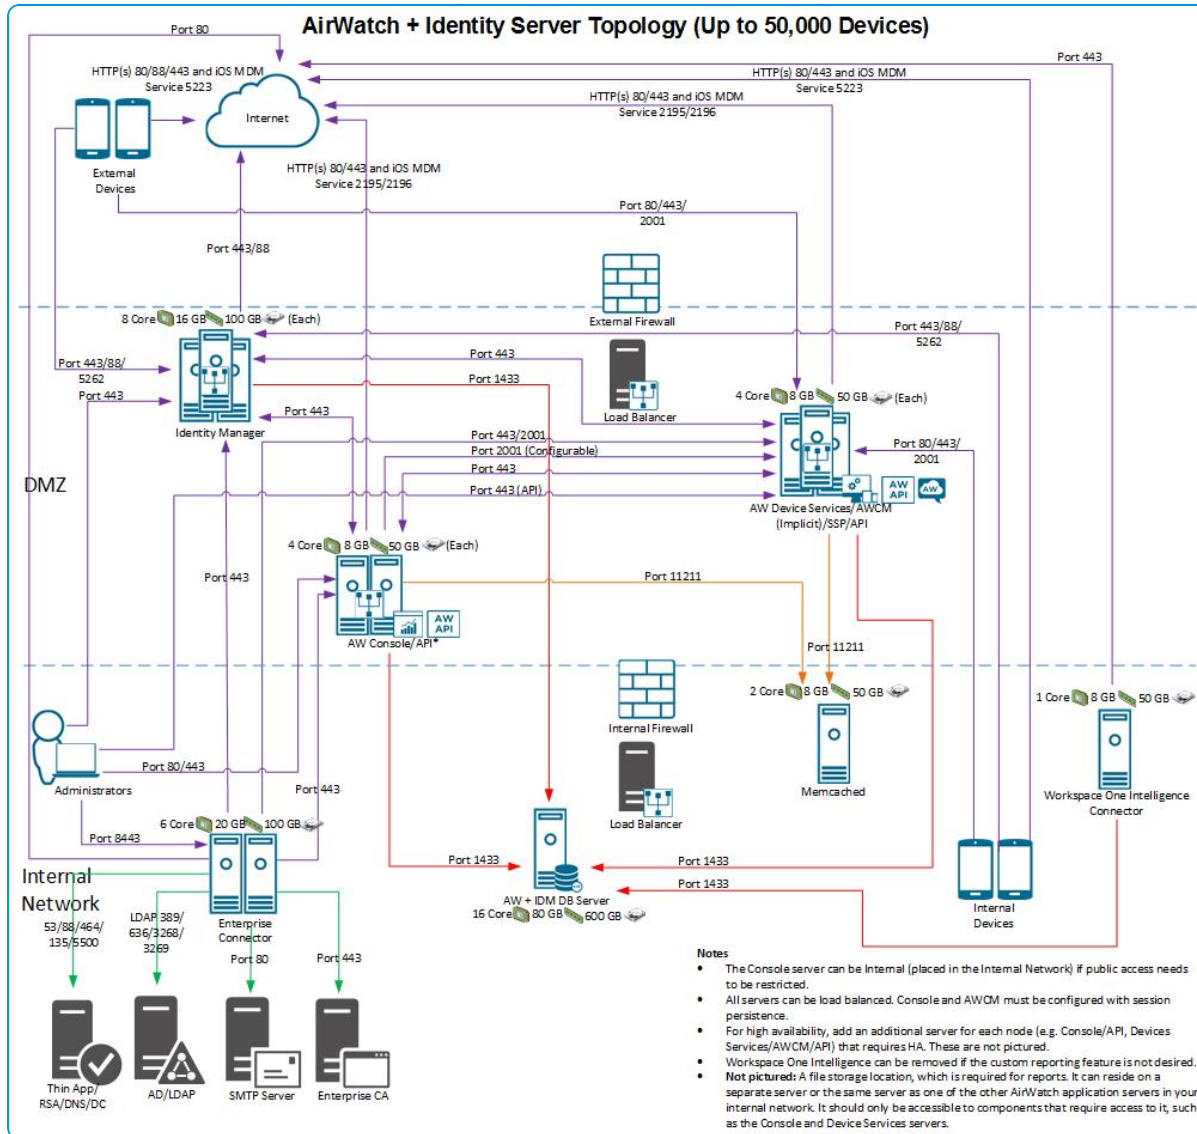 AirWatch + Identity Server Topology (Up to 50,000 Devices)
Port 80
Port 443
HTTP(s) 80/88/443 and iOS MDM
Service 5223
HTTP(s) 80/443 and iOS MDM
Service 5223
HTTP(s) 80/443 and iOS MDM
Service 2195/2196
Internet
External
Devices
HTTP(s) 80/443 and iOS MDM
Service 2195/2196
Port 80/443/
2001
Port 443/88
8 Core 16 GB 100 GB (Each)
External Firewall
Port 443/88/
5262
Port 443/88/
5262
Port 443
Port 443
Port 1433
Load Balancer
4 Core 8 GB 50 GB (Each)
Identity Manager
Port 443
Port 443/2001
Port 2001 (Configurable)
Port 443
Port 80/443/
2001
DMZ
Port 443 (API)
AW
API
AW
AW Device Services/AWCM
(Implicit)/SSP/API
4 Core 8 GB 50 GB (Each)
Port 443
Port 11211
AW
API
AW Console/API*
Port 11211
2 Core 8 GB 50 GB
1 Core 8 GB 50 GB
Internal Firewall
Port 80/443
Administrators
Port 443
Memcached
Workspace One Intelligence
Connector
6 Core 20 GB 100 GB
Load Balancer
Port 8443
Port 1433
Port 1433
Port 1433
Internal
Network
AW + IDM DB Server
16 Core 80 GB 600 GB
Internal
Devices
53/88/464/
135/5500
LDAP 389/
636/3268/
3269
Enterprise
Connector
Port 80
Port 443
Thin App/
RSA/DNS/DC
AD/LDAP
SMTP Server
Enterprise CA
Notes
• The Console server can be Internal (placed in the Internal Network) if public access needs
to be restricted.
• All servers can be load balanced. Console and AWCM must be configured with session
persistence.
• For high availability, add an additional server for each node (e.g. Console/API, Devices
Services/AWCM/API) that requires HA. These are not pictured.
• Workspace One Intelligence can be removed if the custom reporting feature is not desired.
• Not pictured: A file storage location, which is required for reports. It can reside on a
separate server or the same server as one of the other AirWatch application servers in your
internal network. It should only be accessible to components that require access to it, such
as the Console and Device Services servers.